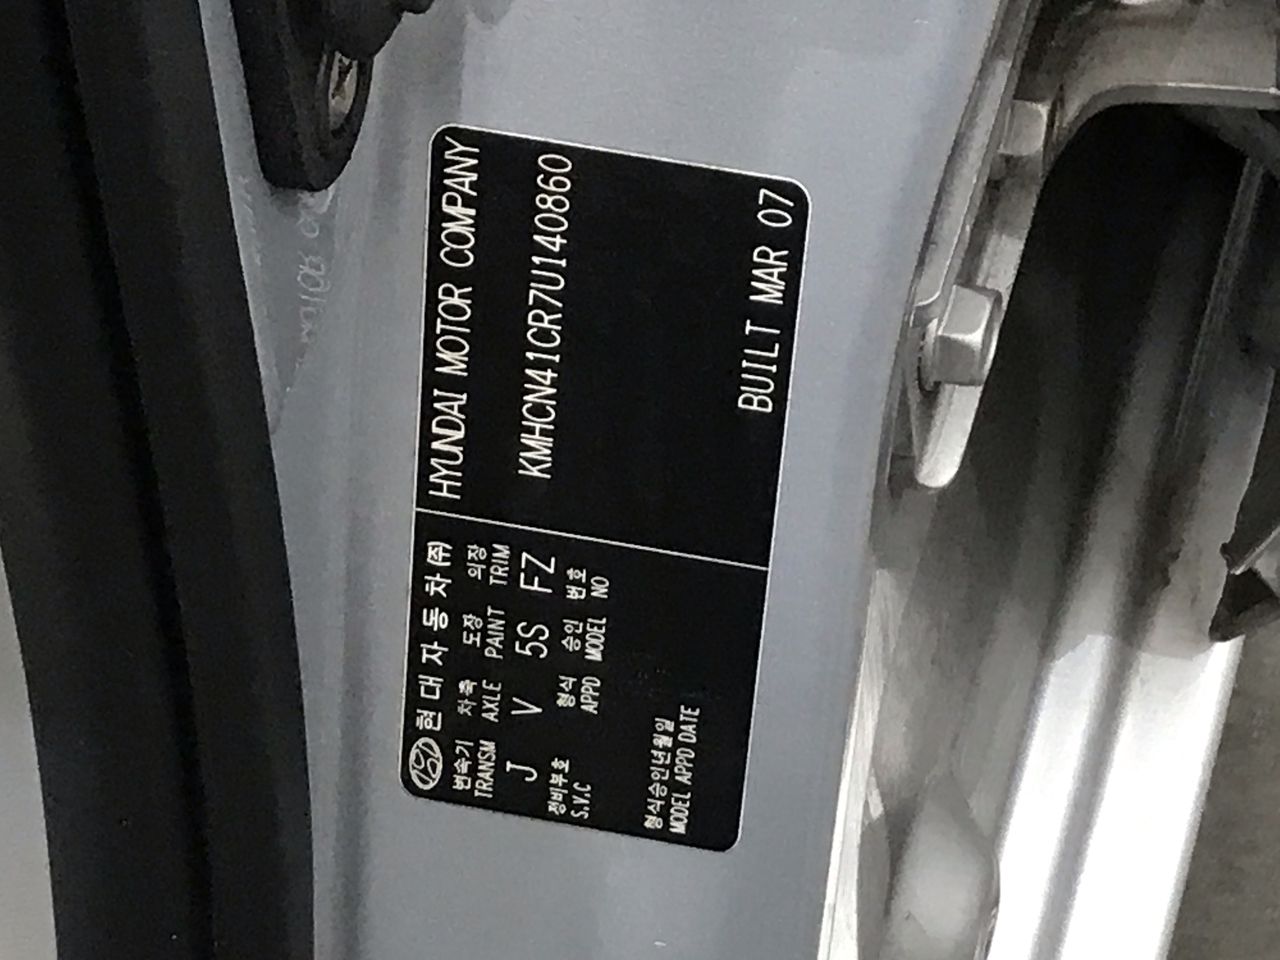 현대자동차(주)
변속기 차축 도장 의장
TRANSM AXLE PAINT TRIM
J V 5S FZ
정비부호 형식 승인 번호
S.V.C APPD MODEL NO
형식승인년월일
MODEL APPD DATE
HYUNDAI MOTOR COMPANY
KMHCN41CR7U140860
BUILT MAR 07